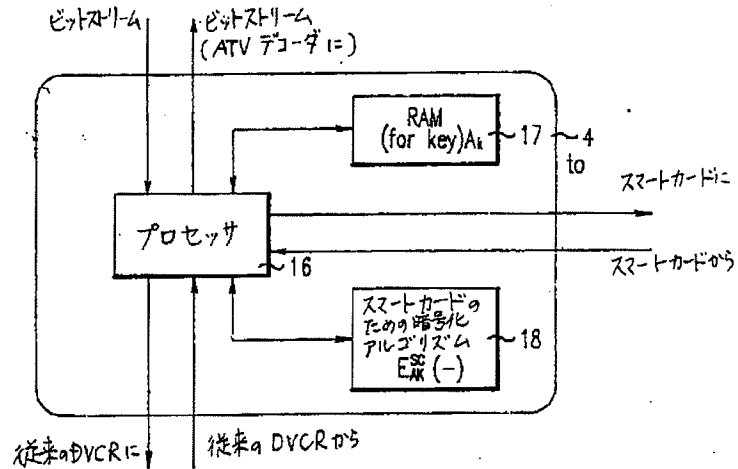 ビットストリーム
ビットストリーム
(ATV デコーダに)
RAM
(for key)Ak
17
4
to
スマートカードに
プロセッサ
16
スマートカードから
スマートカードの
ための暗号化
アルゴリズム
E^SC_AK (-)
18
従来のDVCRに
従来の DVCRから